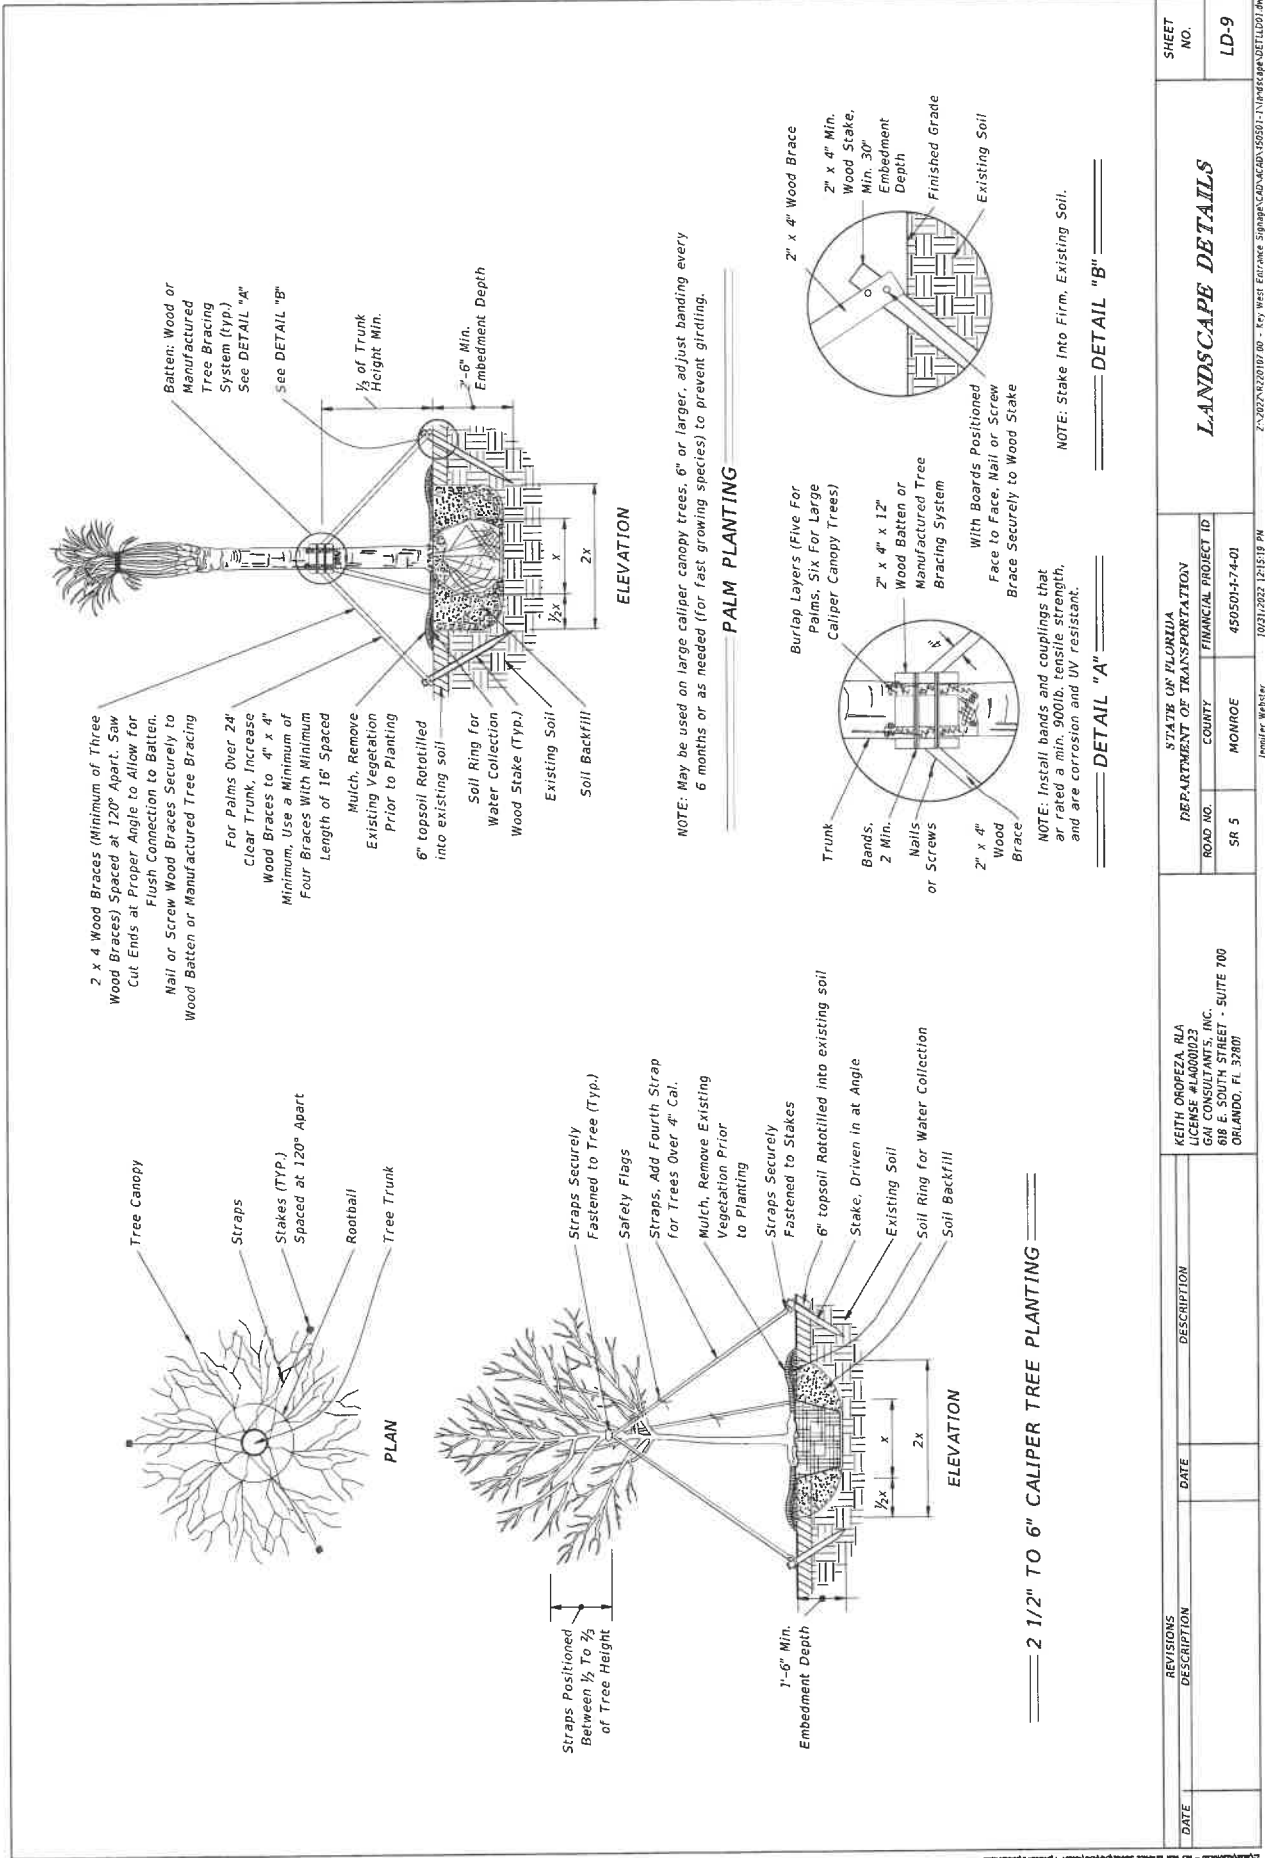 Tree Canopy
Straps
Stakes (TYP.)
Spaced at 120° Apart
Rootball
Tree Trunk
PLAN
Straps Positioned
Between ½ To ⅔
of Tree Height
Straps Securely
Fastened to Tree (Typ.)
Safety Flags
Straps, Add Fourth Strap
for Trees Over 4" Cal.
Mulch, Remove Existing
Vegetation Prior
to Planting
Straps Securely
Fastened to Stakes
6" topsoil Rototilled into existing soil
Stake, Driven in at Angle
Existing Soil
Soil Ring for Water Collection
Soil Backfill
1'-6" Min.
Embedment Depth
½x
x
2x
ELEVATION
2 1/2" TO 6" CALIPER TREE PLANTING
2 x 4 Wood Braces (Minimum of Three
Wood Braces) Spaced at 120° Apart. Saw
Cut Ends at Proper Angle to Allow for
Flush Connection to Batten.
Nail or Screw Wood Braces Securely to
Wood Batten or Manufactured Tree Bracing
For Palms Over 24'
Clear Trunk, Increase
Wood Braces to 4" x 4"
Minimum, Use a Minimum of
Four Braces With Minimum
Length of 16' Spaced
Mulch, Remove
Existing Vegetation
Prior to Planting
6" topsoil Rototilled
into existing soil
Soil Ring for
Water Collection
Wood Stake (Typ.)
Existing Soil
Soil Backfill
Batten: Wood or
Manufactured
Tree Bracing
System (typ.)
See DETAIL "A"
See DETAIL "B"
⅓ of Trunk
Height Min.
2'-6" Min.
Embedment Depth
½x
x
2x
ELEVATION
NOTE: May be used on large caliper canopy trees, 6" or larger, adjust banding every
6 months or as needed (for fast growing species) to prevent girdling.
PALM PLANTING
Burlap Layers (Five For
Palms, Six For Large
Caliper Canopy Trees)
2" x 4" x 12"
Wood Batten or
Manufactured Tree
Bracing System
Trunk
Bands,
2 Min.
Nails
or Screws
2" x 4"
Wood
Brace
4"
NOTE: Install bands and couplings that
ar rated a min. 900lb. tensile strength,
and are corrosion and UV resistant.
DETAIL "A"
2" x 4" Wood Brace
2" x 4" Min.
Wood Stake,
Min. 30"
Embedment
Depth
Finished Grade
Existing Soil
With Boards Positioned
Face to Face, Nail or Screw
Brace Securely to Wood Stake
NOTE: Stake Into Firm, Existing Soil.
DETAIL "B"
REVISIONS
DATE
DESCRIPTION
DATE
DESCRIPTION
KEITH OROPEZA, RLA
LICENSE #LA0001023
GAI CONSULTANTS, INC.
618 E. SOUTH STREET - SUITE 700
ORLANDO, FL 32801
STATE OF FLORIDA
DEPARTMENT OF TRANSPORTATION
ROAD NO.
COUNTY
FINANCIAL PROJECT ID
SR 5
MONROE
450501-1-74-01
LANDSCAPE DETAILS
SHEET
NO.
LD-9
Jennifer Webster
10/31/2022 12:15:19 PM